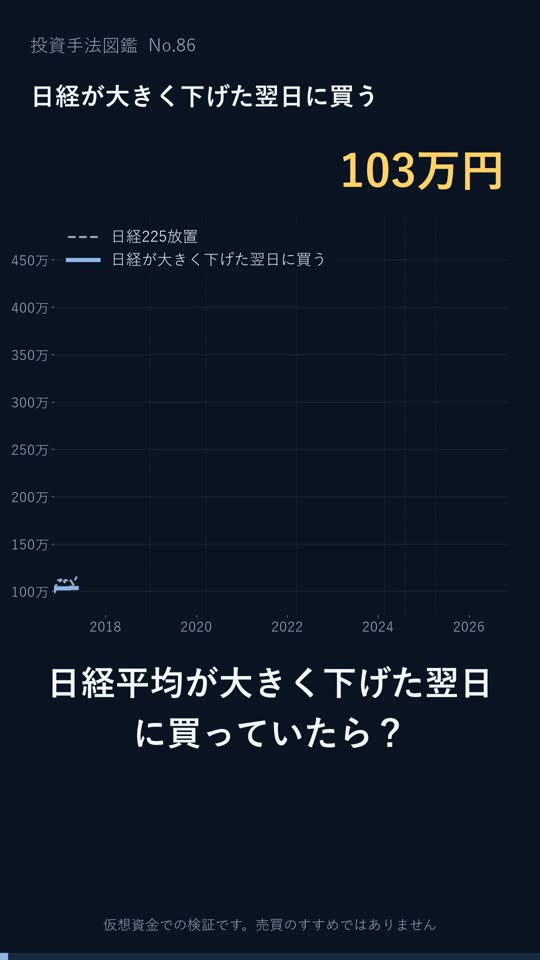 投資手法図鑑 No.86
日経が大きく下げた翌日に買う
103万円
日経225放置
日経が大きく下げた翌日に買う
450万
400万
350万
300万
250万
200万
150万
100万
2018 2020 2022 2024 2026
日経平均が大きく下げた翌日
に買っていたら？
仮想資金での検証です。売買のすすめではありません